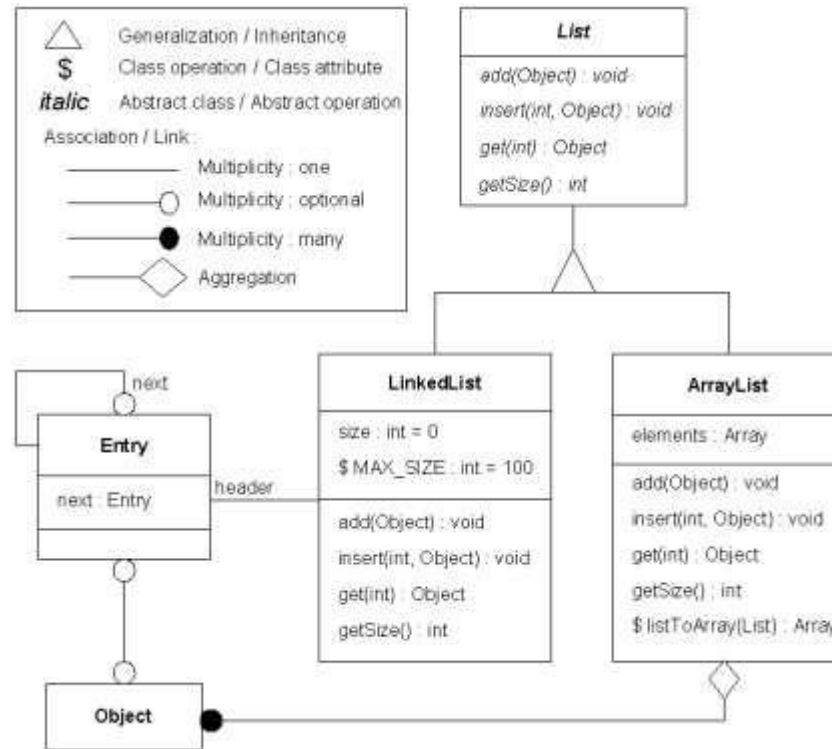 Generalization / Inheritance
$ Class operation / Class attribute
italic Abstract class / Abstract operation
Association / Link :
Multiplicity : one
Multiplicity : optional
Multiplicity : many
Aggregation
List
add(Object) : void
insert(int, Object) : void
get(int) : Object
getSize() : int
next
Entry
next : Entry
header
LinkedList
size : int = 0
$ MAX_SIZE : int = 100
add(Object) : void
insert(int, Object) : void
get(int) : Object
getSize() : int
ArrayList
elements : Array
add(Object) : void
insert(int, Object) : void
get(int) : Object
getSize() : int
$ listToArray(List) : Array
Object